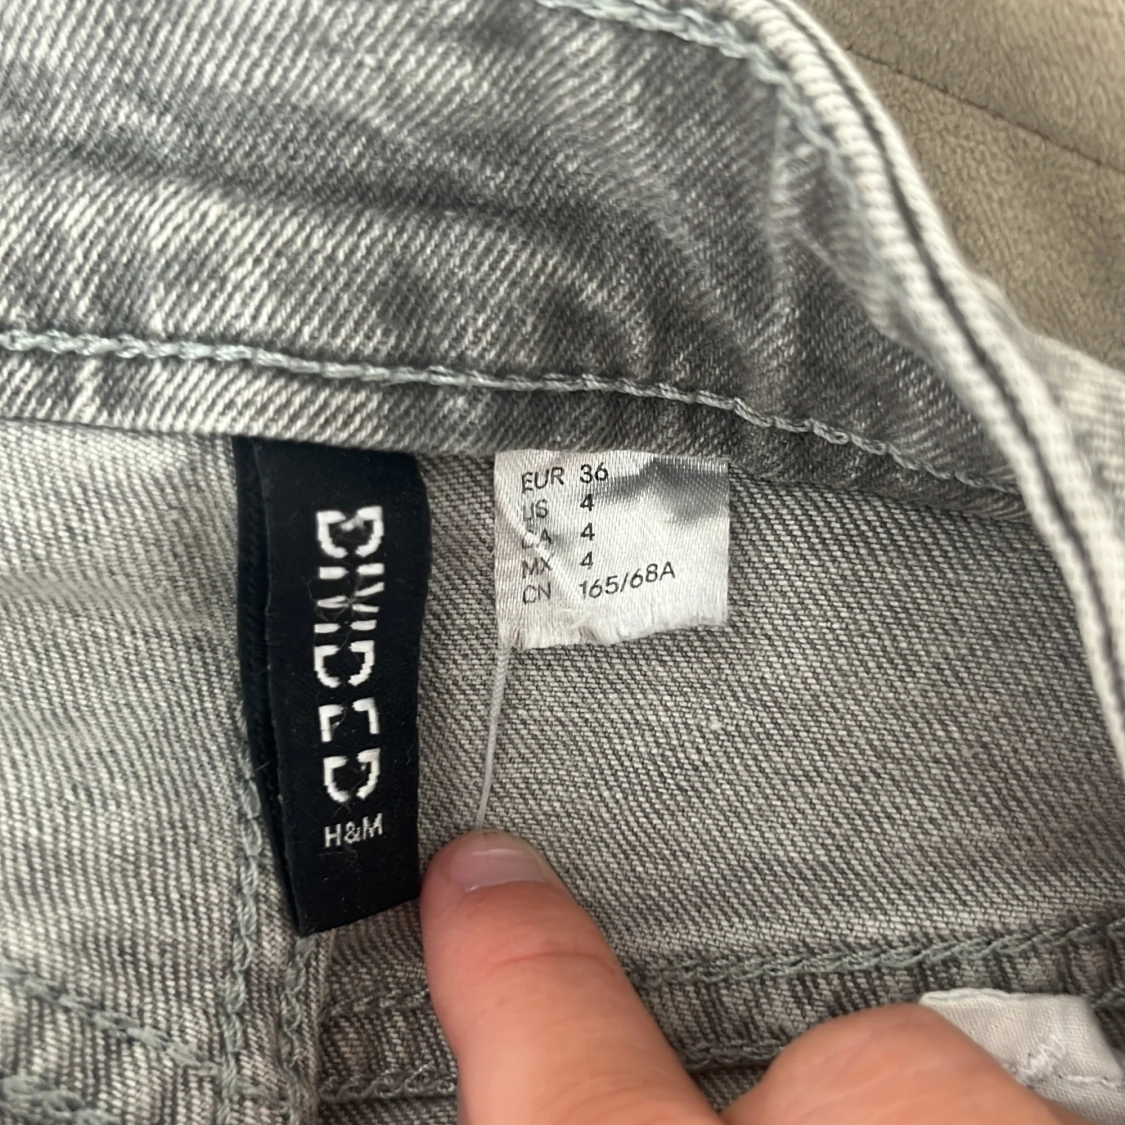 DIVIDED
H&M
EUR 36
US 4
CA 4
MX 4
CN 165/68A